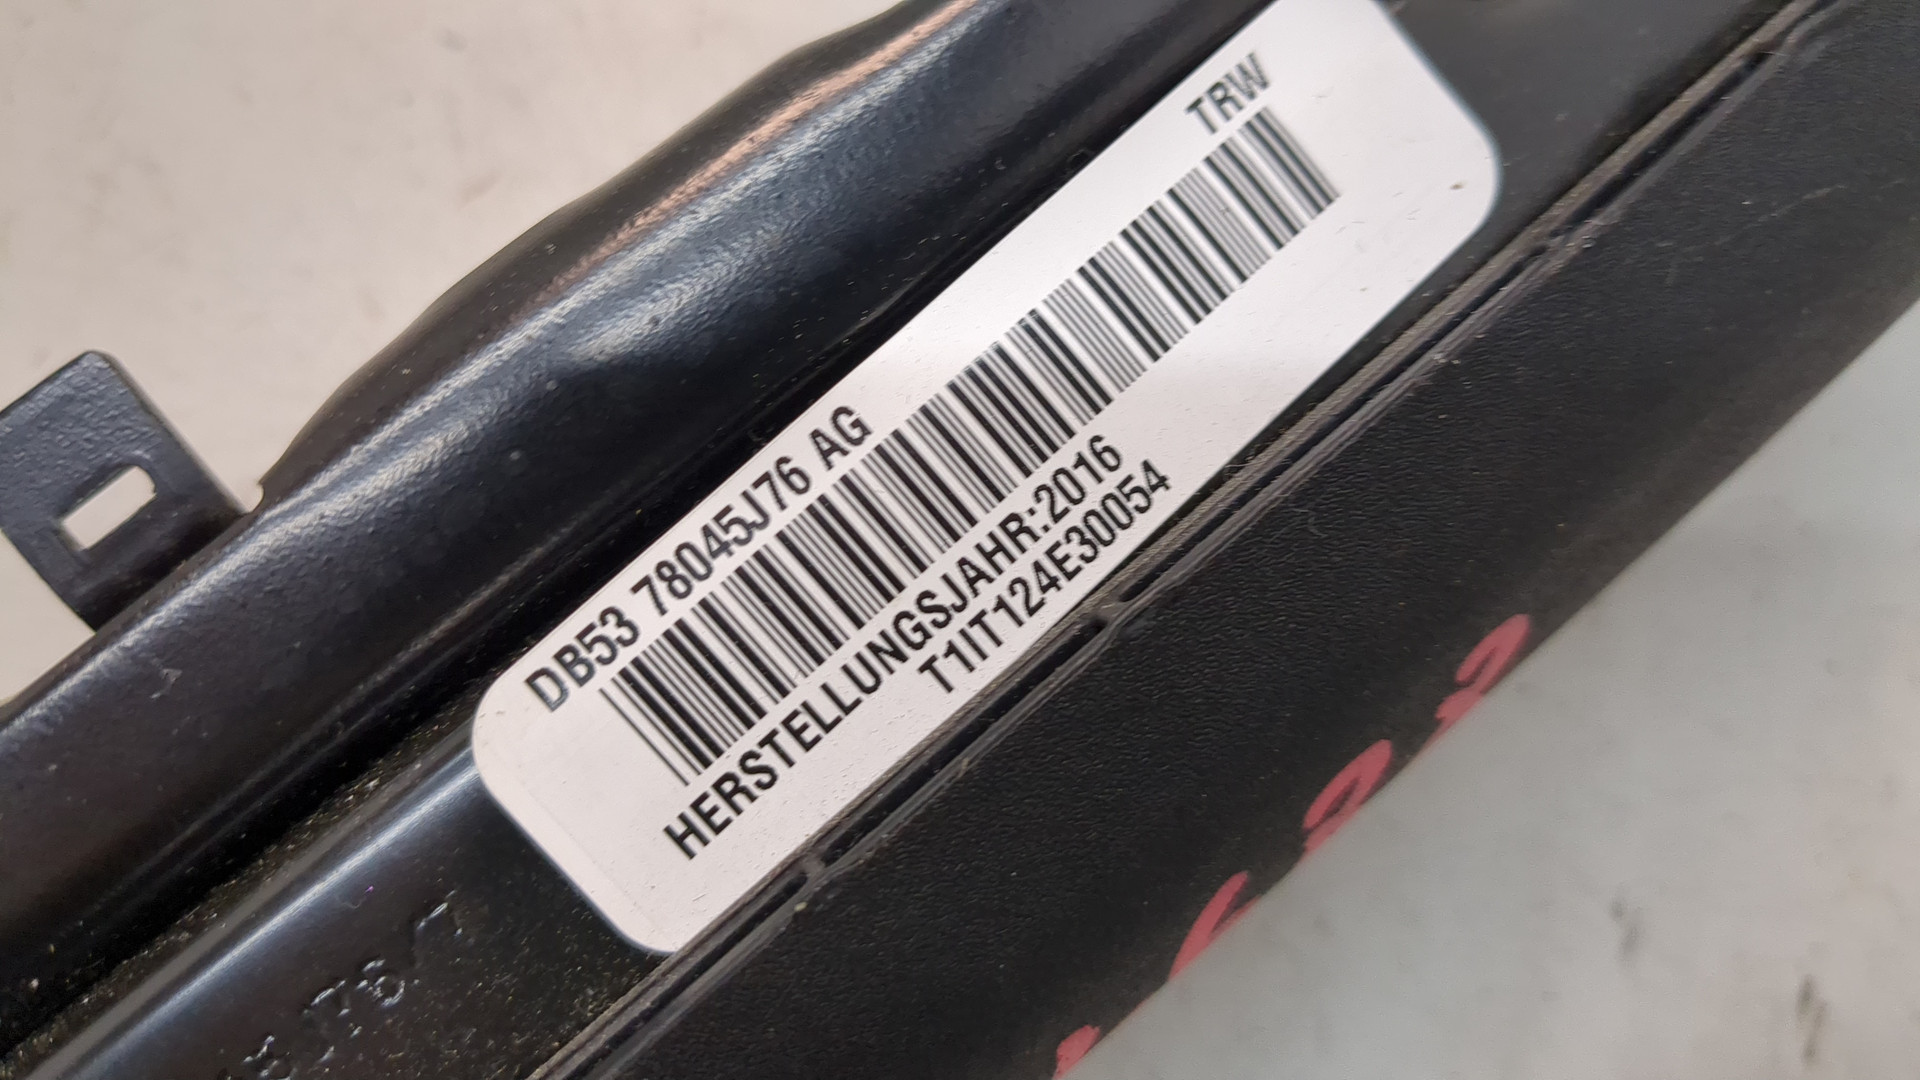 TRW
DB53 78045J76 AG
HERSTELLUNGSJAHR:2016
T1IT124E30054